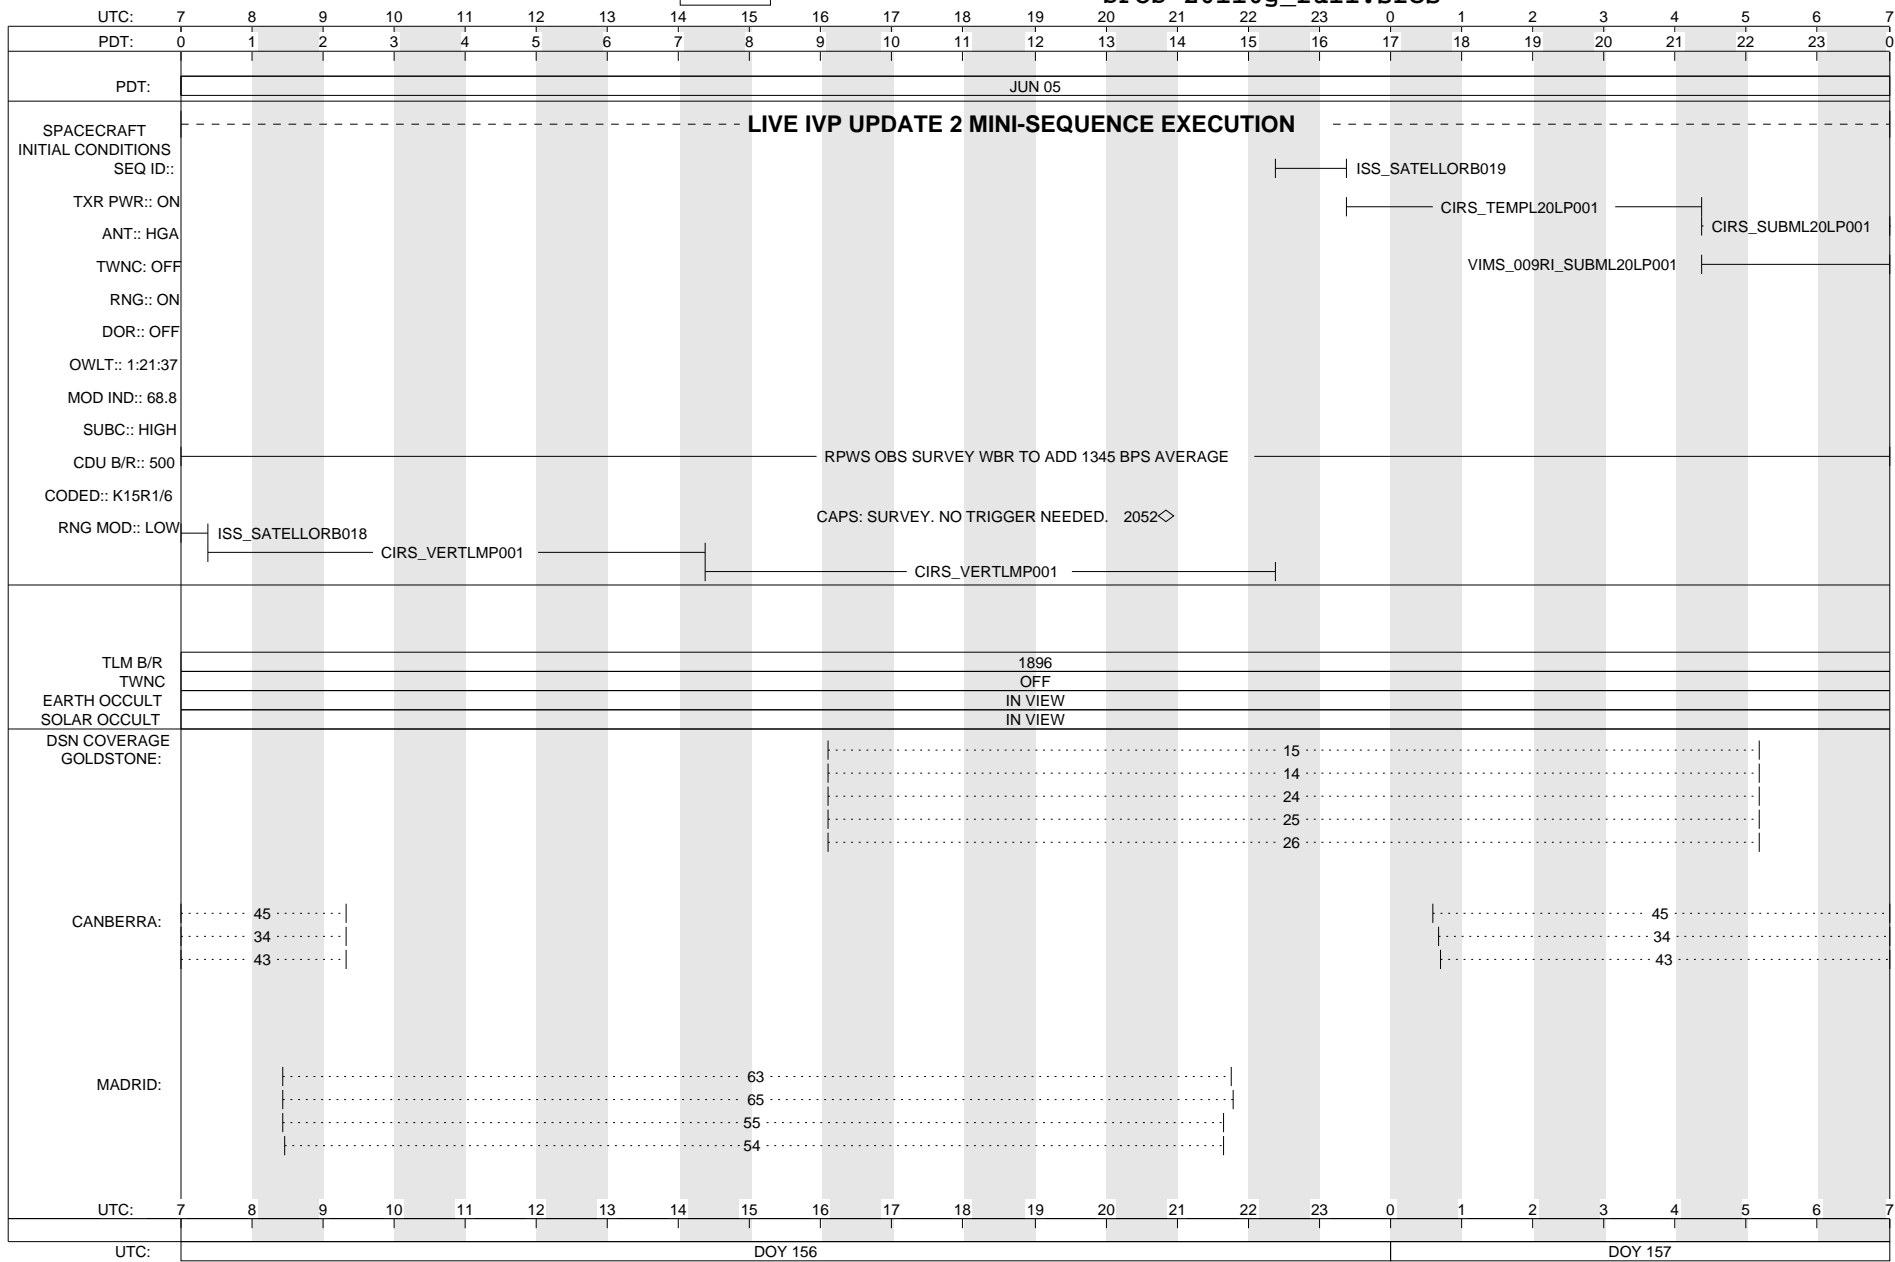 UTC: 7 8 9 10 11 12 13 14 15 16 17 18 19 20 21 22 23 0 1 2 3 4 5 6 7
PDT: 0 1 2 3 4 5 6 7 8 9 10 11 12 13 14 15 16 17 18 19 20 21 22 23 0
PDT: JUN 05
LIVE IVP UPDATE 2 MINI-SEQUENCE EXECUTION
SPACECRAFT
INITIAL CONDITIONS
SEQ ID::
ISS_SATELLORB019
TXR PWR:: ON
CIRS_TEMPL20LP001
CIRS_SUBML20LP001
ANT:: HGA
TWNC: OFF
VIMS_009RI_SUBML20LP001
RNG:: ON
DOR:: OFF
OWLT:: 1:21:37
MOD IND:: 68.8
SUBC:: HIGH
CDU B/R:: 500
RPWS OBS SURVEY WBR TO ADD 1345 BPS AVERAGE
CODED:: K15R1/6
CAPS: SURVEY. NO TRIGGER NEEDED. 2052
RNG MOD:: LOW
ISS_SATELLORB018
CIRS_VERTLMP001
CIRS_VERTLMP001
TLM B/R 1896
TWNC OFF
EARTH OCCULT IN VIEW
SOLAR OCCULT IN VIEW
DSN COVERAGE
GOLDSTONE:
15
14
24
25
26
CANBERRA:
45 45
34 34
43 43
MADRID:
63
65
55
54
UTC: 7 8 9 10 11 12 13 14 15 16 17 18 19 20 21 22 23 0 1 2 3 4 5 6 7
UTC: DOY 156 DOY 157